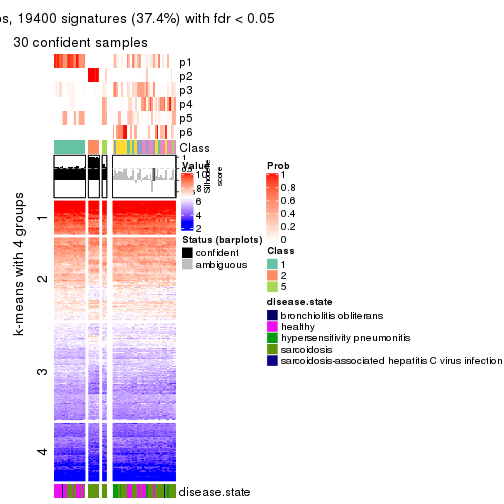 os, 19400 signatures (37.4%) with fdr < 0.05
30 confident samples
p1
p2
p3
p4
p5
p6
Class
1
Silhouette
score
k-means with 4 groups
1
2
3
4
disease.state
Value
10
8
6
4
2
Status (barplots)
confident
ambiguous
Prob
1
0.8
0.6
0.4
0.2
0
Class
1
2
5
disease.state
bronchiolitis obliterans
healthy
hypersensitivity pneumonitis
sarcoidosis
sarcoidosis-associated hepatitis C virus infection